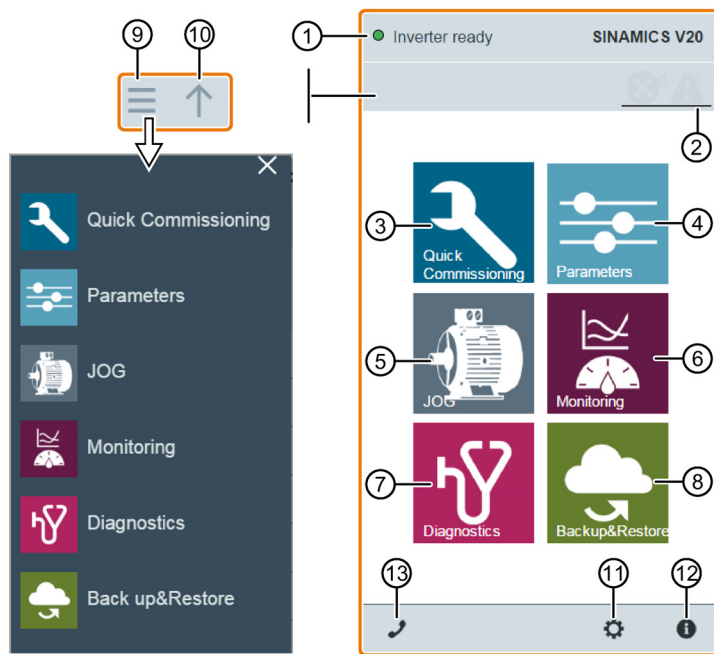 ⑨ ⑩
① Inverter ready SINAMICS V20
②
Quick Commissioning
Parameters
JOG
Monitoring
Diagnostics
Back up&Restore
③ Quick
Commissioning
④ Parameters
⑤ JOG
⑥ Monitoring
⑦ Diagnostics
⑧ Backup&Restore
⑬ ⑪ ⑫